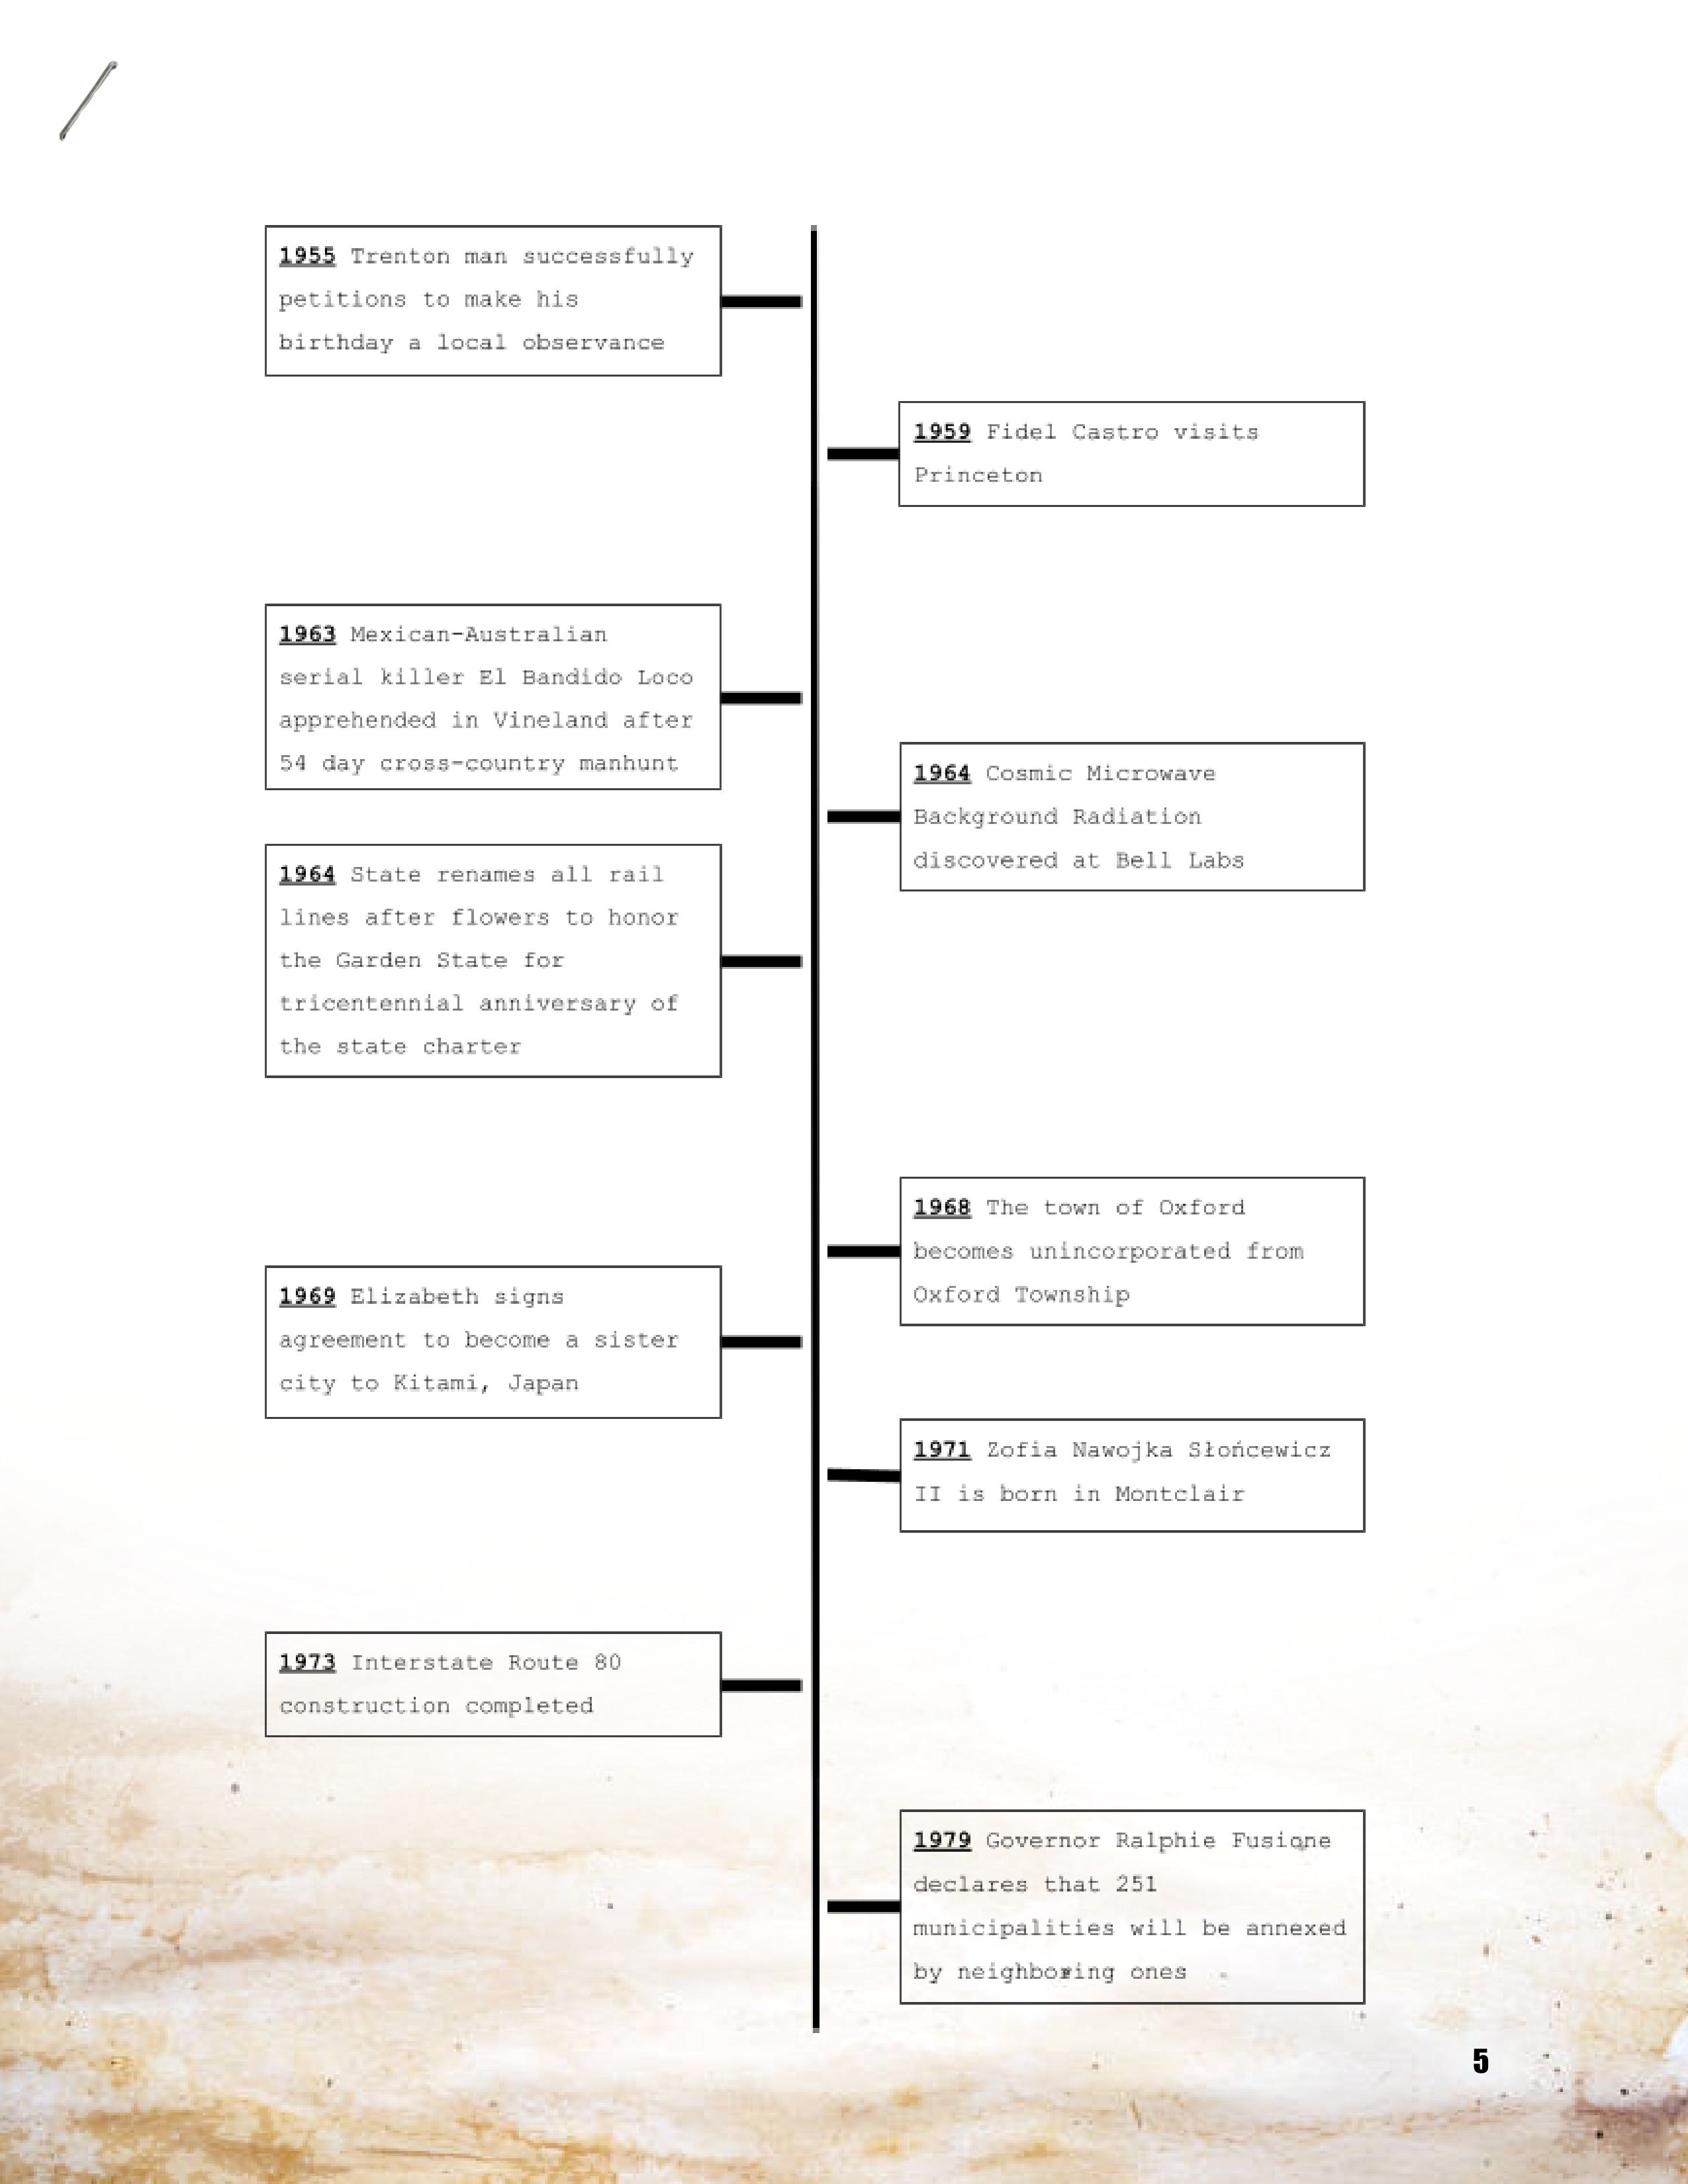 1955 Trenton man successfully
petitions to make his
birthday a local observance
1959 Fidel Castro visits
Princeton
1963 Mexican-Australian
serial killer El Bandido Loco
apprehended in Vineland after
54 day cross-country manhunt
1964 Cosmic Microwave
Background Radiation
discovered at Bell Labs
1964 State renames all rail
lines after flowers to honor
the Garden State for
tricentennial anniversary of
the state charter
1968 The town of Oxford
becomes unincorporated from
Oxford Township
1969 Elizabeth signs
agreement to become a sister
city to Kitami, Japan
1971 Zofia Nawojka Słońcewicz
II is born in Montclair
1973 Interstate Route 80
construction completed
1979 Governor Ralphie Fusione
declares that 251
municipalities will be annexed
by neighboring ones
5